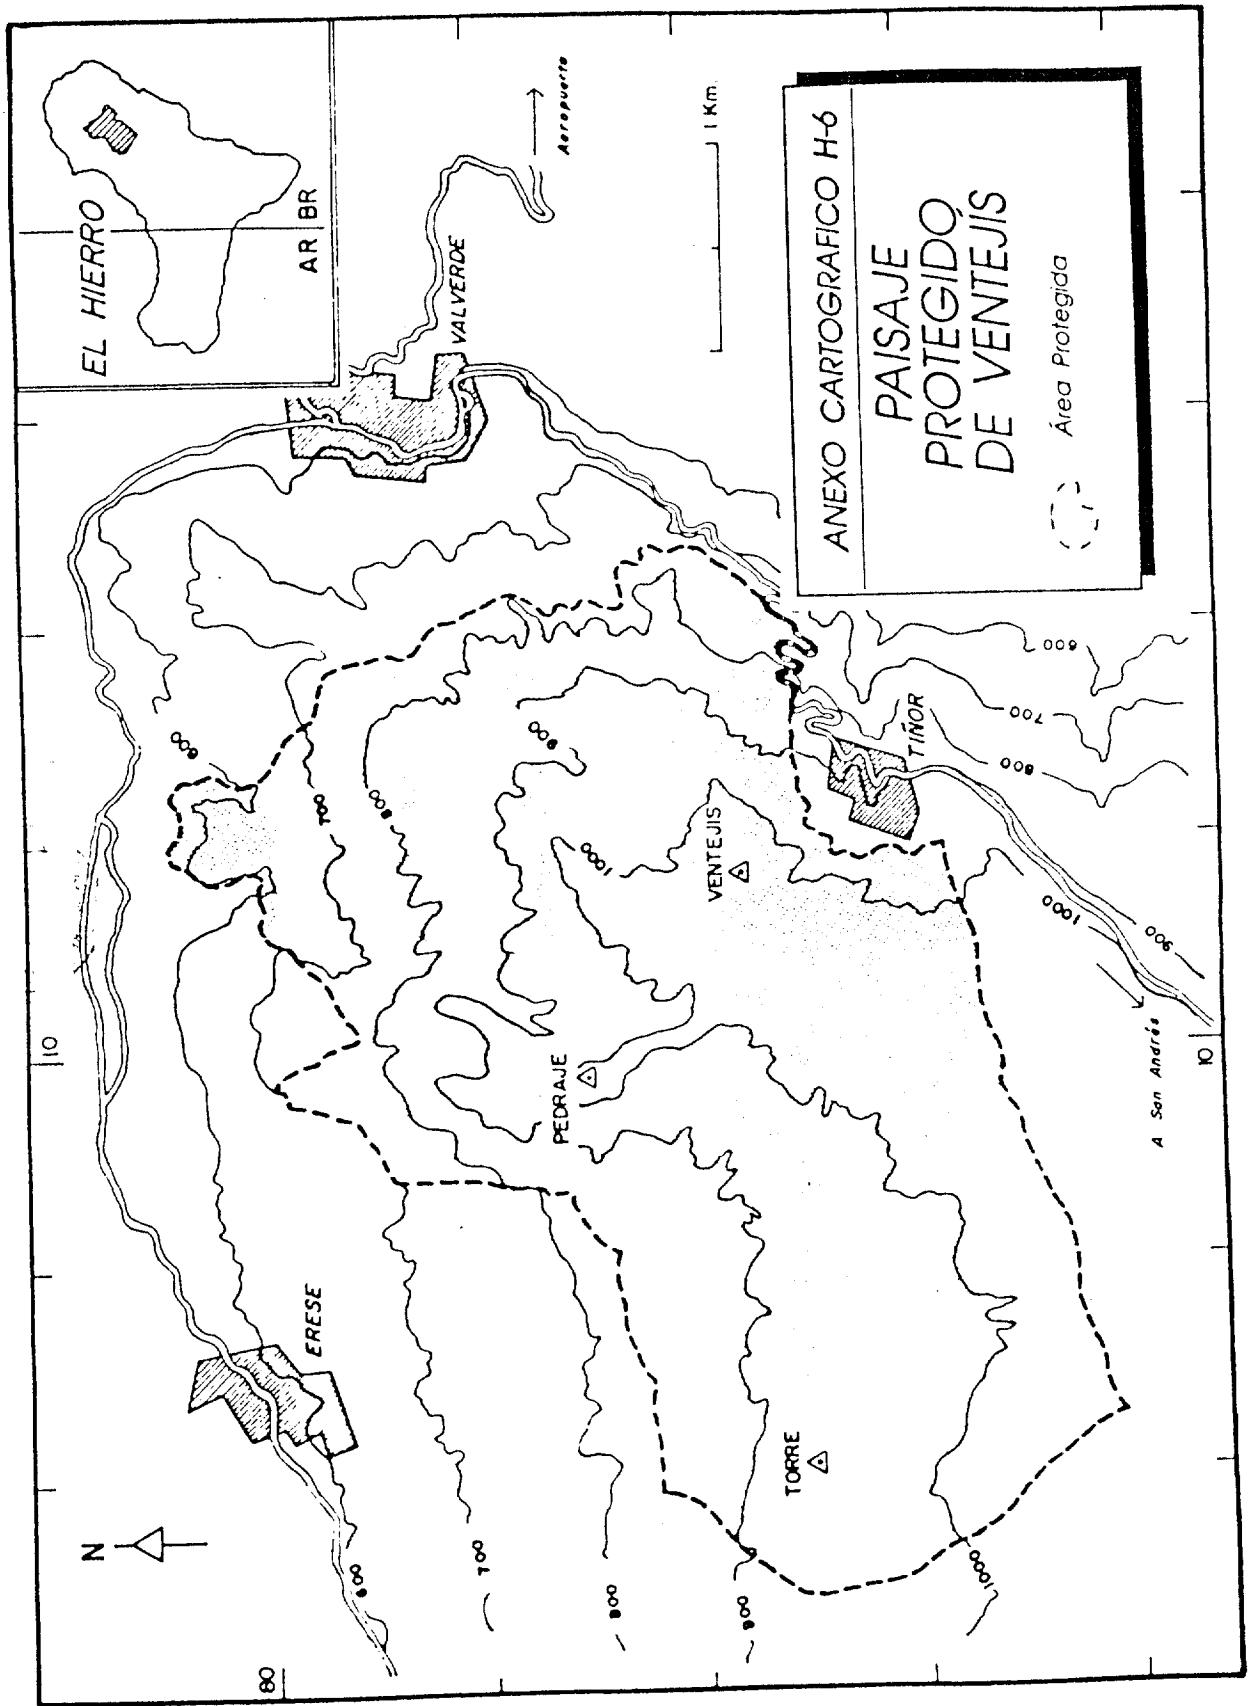 EL HIERRO
AR
BR
Aeropuerto
VALVERDE
1 Km.
N
10
80
ERESE
600
700
800
900
1000
600
700
800
900
1000
PEDRAJE
VENTEJIS
TORRE
TIÑOR
600
700
800
900
1000
A San Andrés
10
ANEXO CARTOGRAFICO H-6
PAISAJE
PROTEGIDO
DE VENTEJÍS
Área Protegida